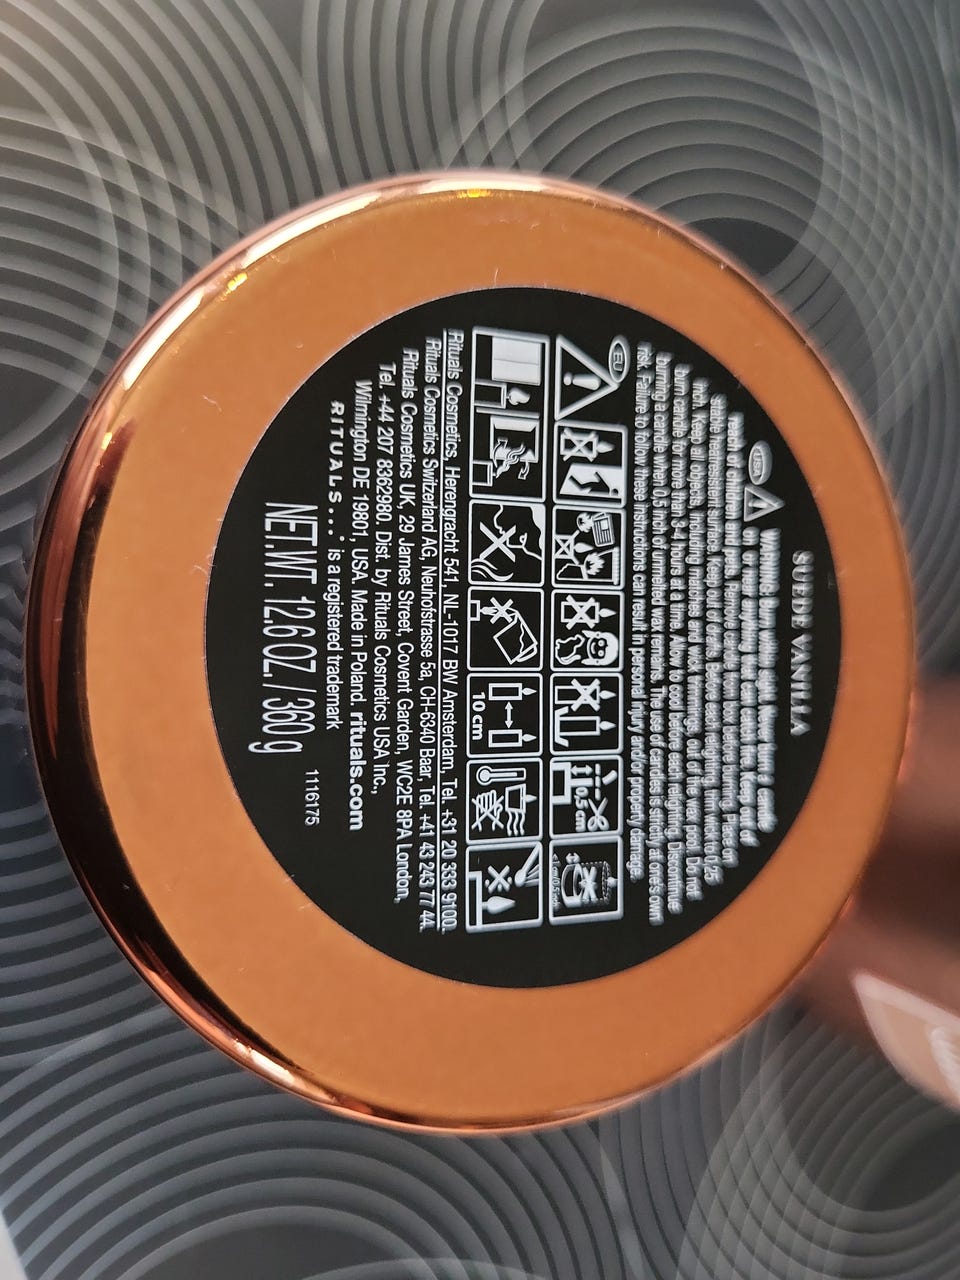 SUEDE VANILLA
USA WARNING: Burn within sight. Never burn a candle
on or near anything that can catch fire. Keep out of
reach of children and pets. Remove candle from box before burning. Place on
stable heat-resistant surface. Keep out of drafts. Before each lighting, trim wick to 0.25
inch. Keep all objects, including matches and wick trimmings, out of the wax pool. Do not
burn candle for more than 3-4 hours at a time. Allow to cool before each relighting. Discontinue
burning a candle when 0.5 inch of unmelted wax remains. The use of candles is strictly at one's own
risk. Failure to follow these instructions can result in personal injury and/or property damage.
EU
0,5 cm
10 cm
Rituals Cosmetics, Herengracht 541, NL-1017 BW Amsterdam, Tel. +31 20 333 9100.
Rituals Cosmetics Switzerland AG, Neuhofstrasse 5a, CH-6340 Baar, Tel. +41 43 243 77 44.
Rituals Cosmetics UK, 29 James Street, Covent Garden, WC2E 8PA London,
Tel. +44 207 8362980. Dist. by Rituals Cosmetics USA Inc.,
Wilmington DE 19801, USA. Made in Poland. rituals.com
RITUALS...® is a registered trademark
1116175
NET.WT. 12.6 OZ. / 360 g